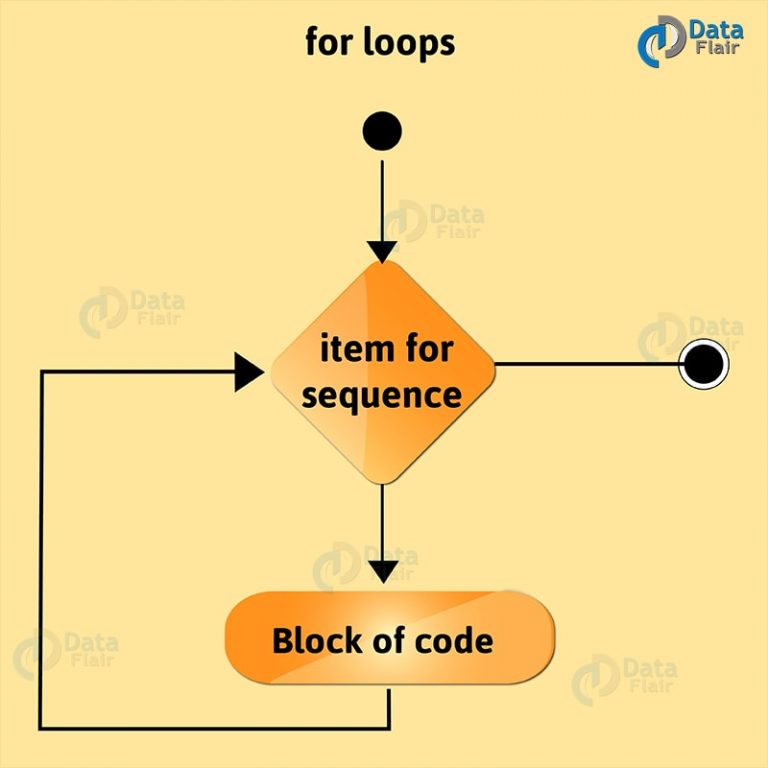 for loops
Data
Flair
Data
Flair
Data
Flair
Data
Flair
item for
sequence
Data
Flair
Block of code
Data
Flair
Data
Flair